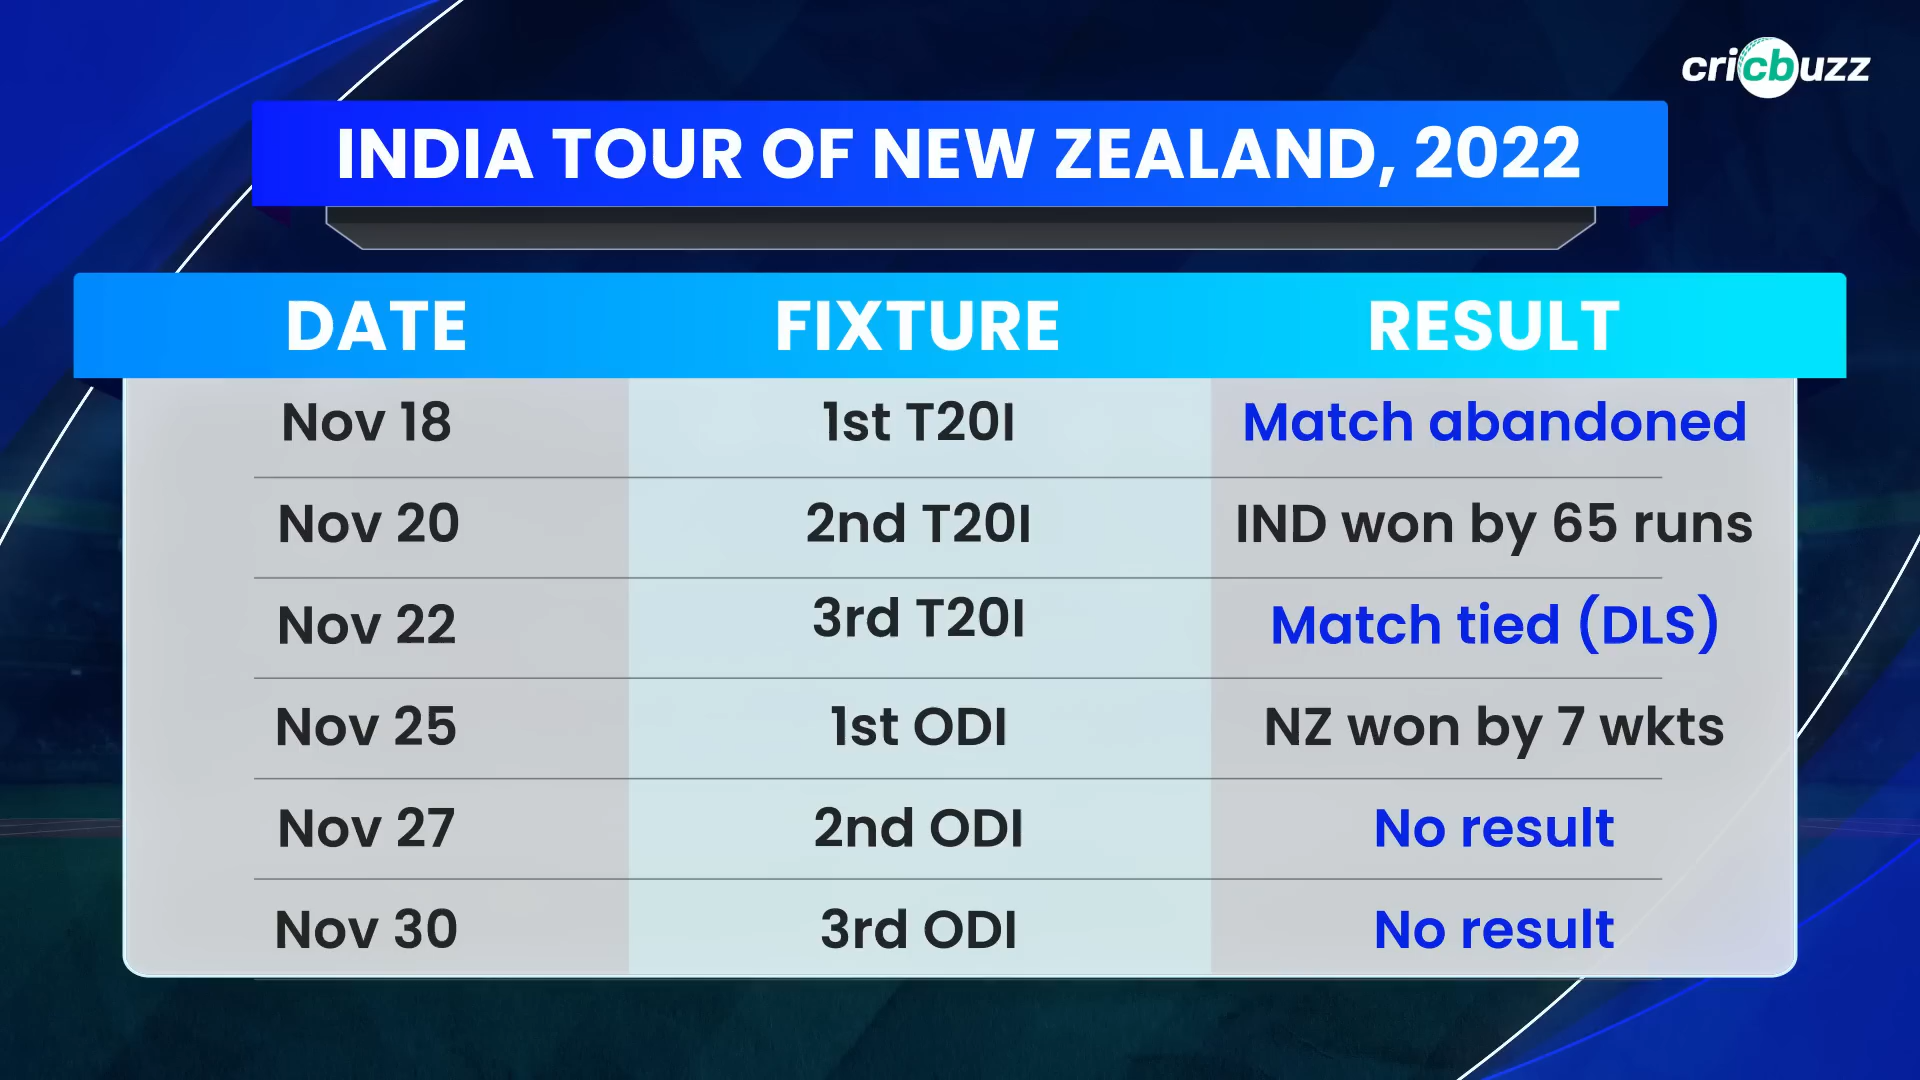 cricbuzz
INDIA TOUR OF NEW ZEALAND, 2022
DATE FIXTURE RESULT
Nov 18 1st T20I Match abandoned
Nov 20 2nd T20I IND won by 65 runs
Nov 22 3rd T20I Match tied (DLS)
Nov 25 1st ODI NZ won by 7 wkts
Nov 27 2nd ODI No result
Nov 30 3rd ODI No result